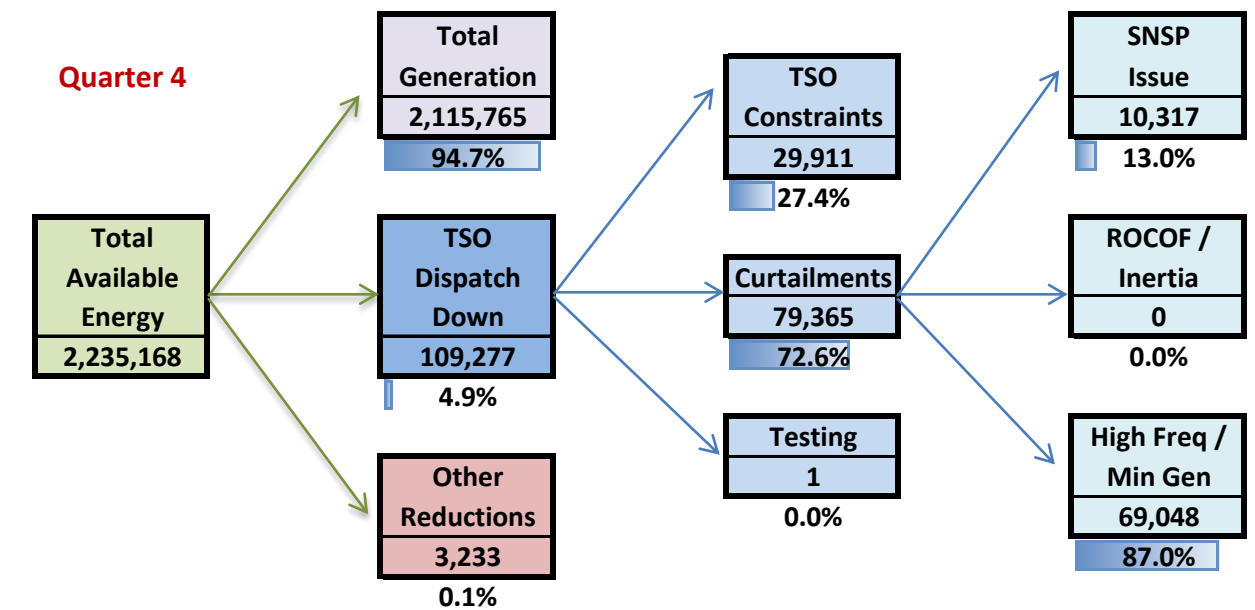 Quarter 4
Total
Available
Energy
2,235,168
Total
Generation
2,115,765
94.7%
TSO
Dispatch
Down
109,277
4.9%
Other
Reductions
3,233
0.1%
TSO
Constraints
29,911
27.4%
Curtailments
79,365
72.6%
Testing
1
0.0%
SNSP
Issue
10,317
13.0%
ROCOF /
Inertia
0
0.0%
High Freq /
Min Gen
69,048
87.0%